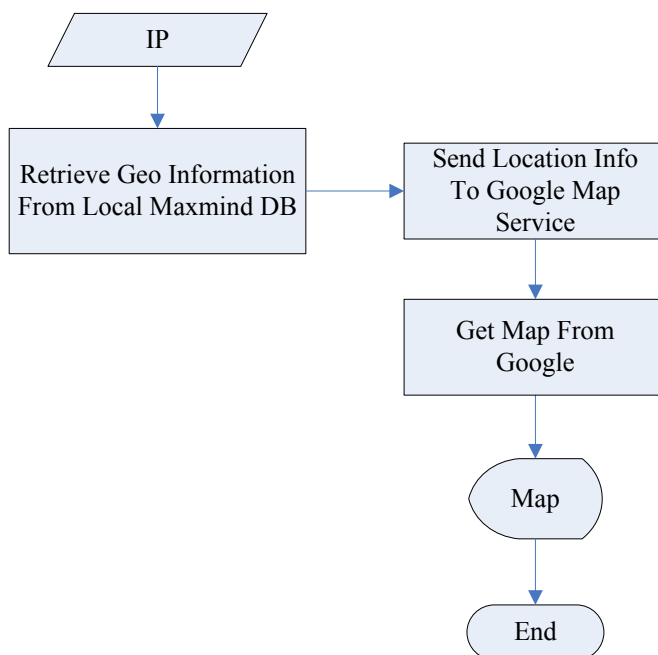 IP
Retrieve Geo Information
From Local Maxmind DB
Send Location Info
To Google Map
Service
Get Map From
Google
Map
End